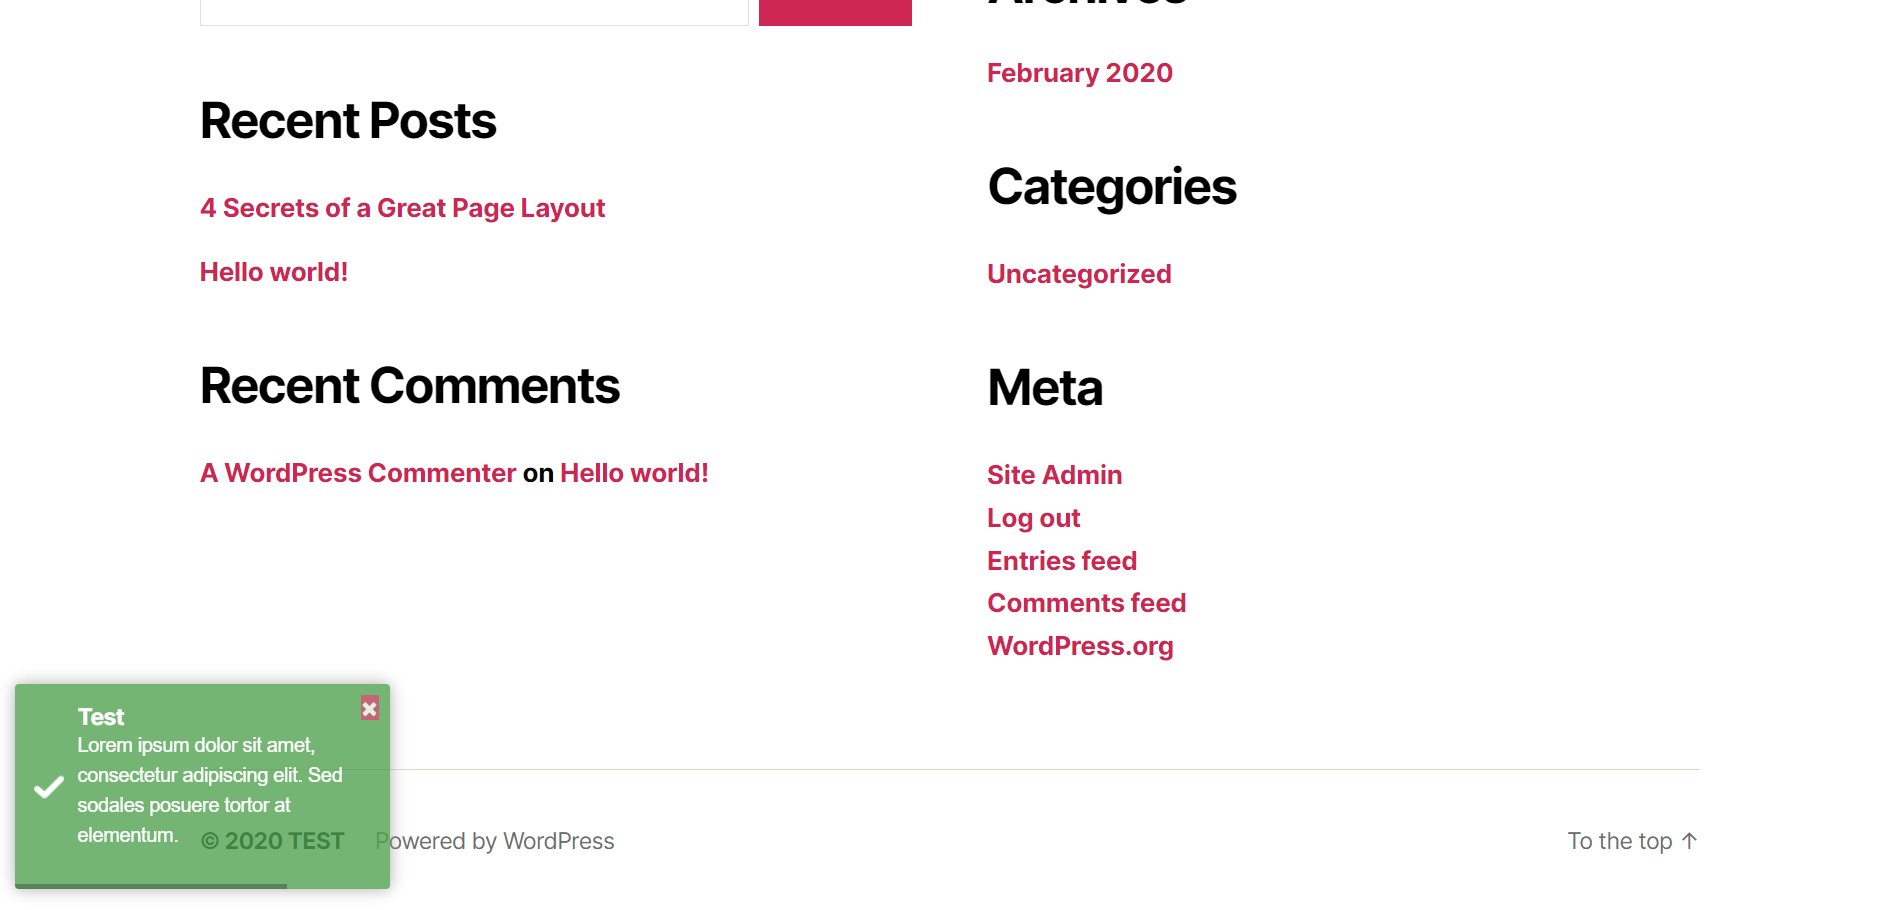 Archives
February 2020
Recent Posts
4 Secrets of a Great Page Layout
Hello world!
Categories
Uncategorized
Recent Comments
A WordPress Commenter on Hello world!
Meta
Site Admin
Log out
Entries feed
Comments feed
WordPress.org
Test
Lorem ipsum dolor sit amet,
consectetur adipiscing elit. Sed
sodales posuere tortor at
elementum.
© 2020 TEST Powered by WordPress
To the top ↑